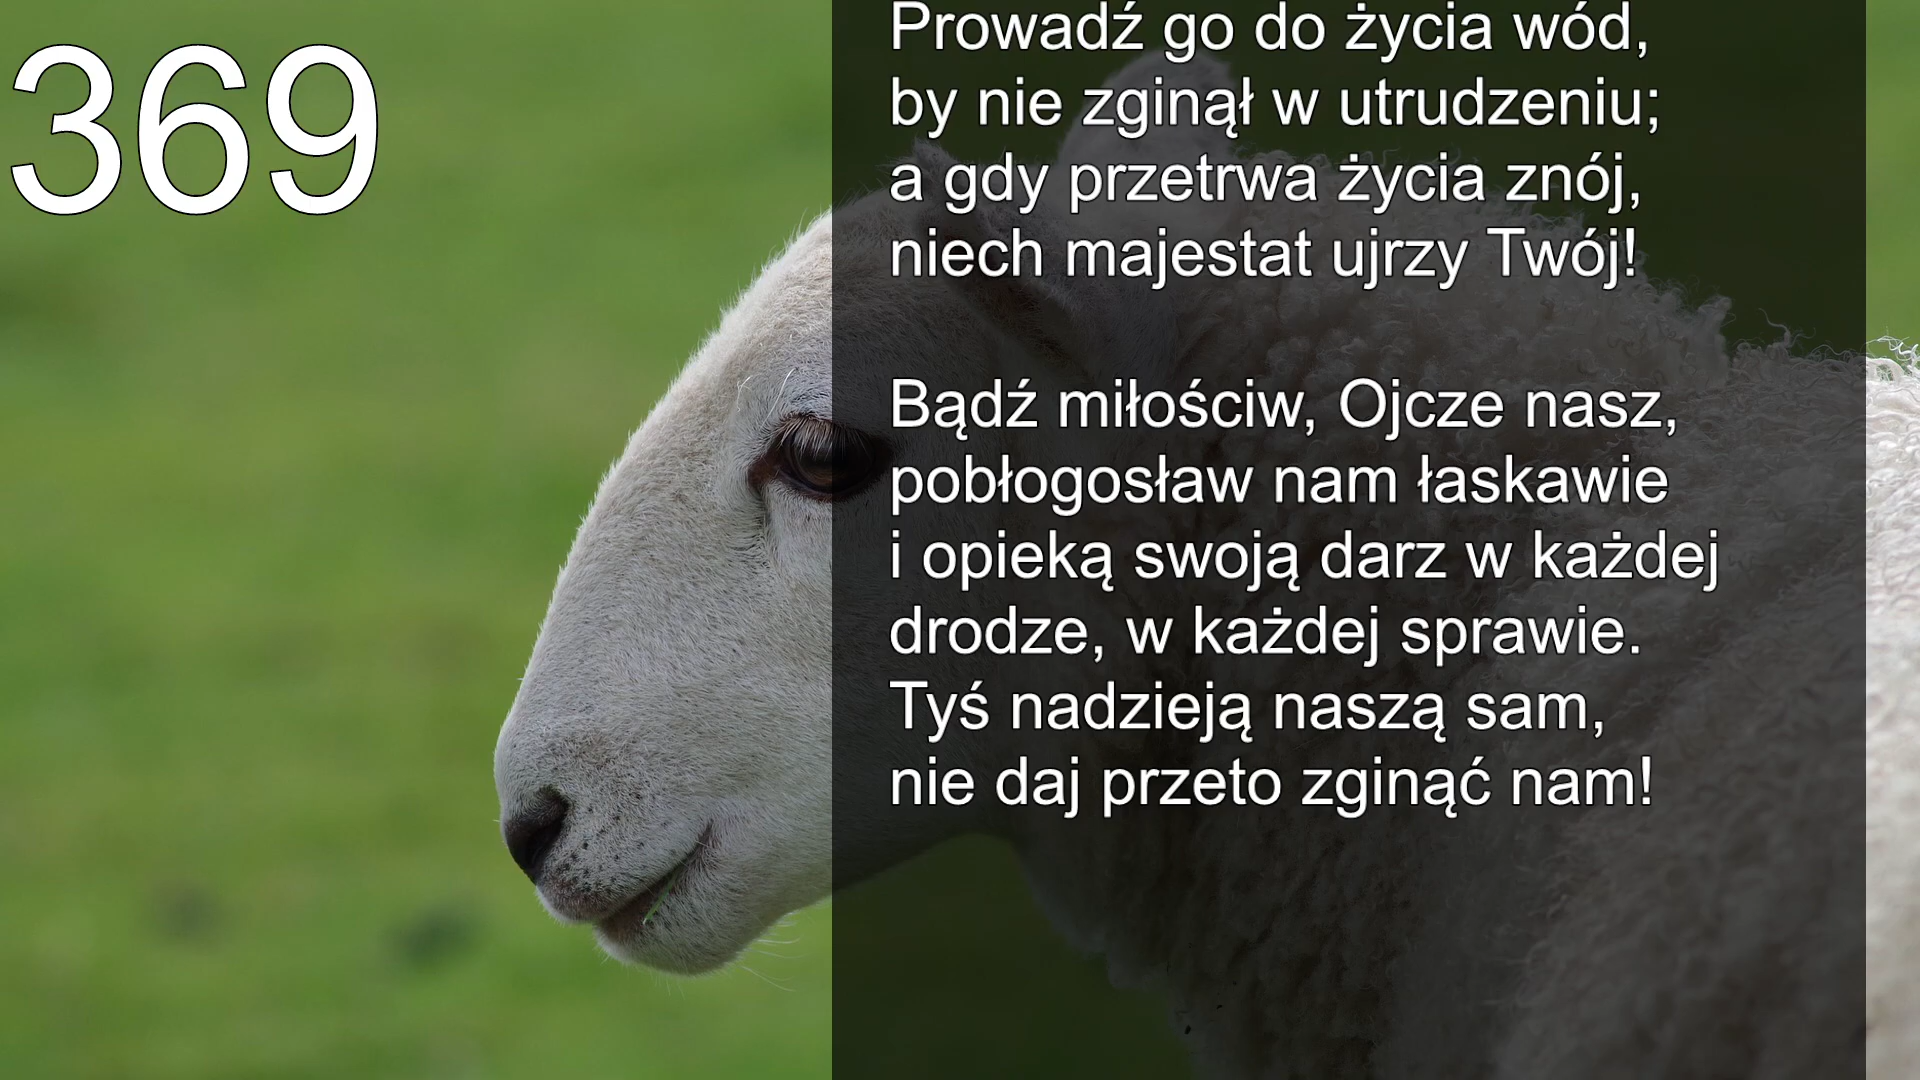 369
Prowadź go do życia wód,
by nie zginął w utrudzeniu;
a gdy przetrwa życia znój,
niech majestat ujrzy Twój!
Bądź miłościw, Ojcze nasz,
pobłogosław nam łaskawie
i opieką swoją darz w każdej
drodze, w każdej sprawie.
Tyś nadzieją naszą sam,
nie daj przeto zginąć nam!